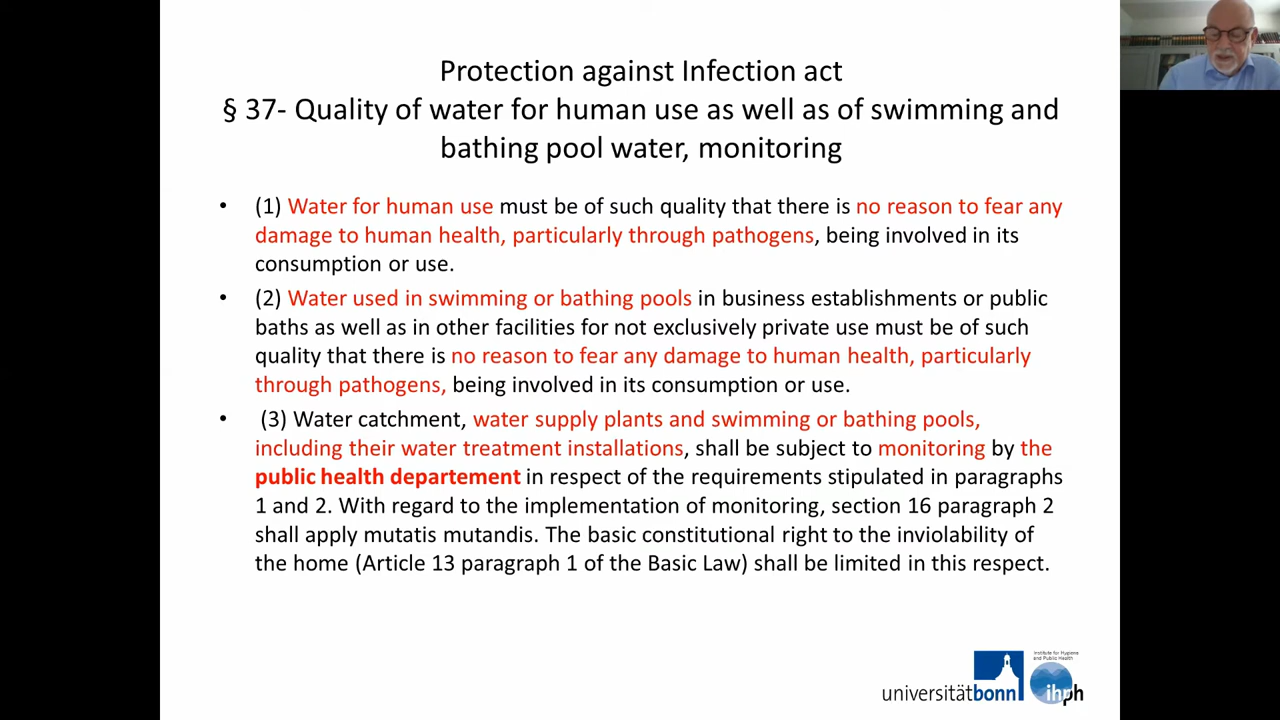 Protection against Infection act
§ 37- Quality of water for human use as well as of swimming and
bathing pool water, monitoring
• (1) Water for human use must be of such quality that there is no reason to fear any
damage to human health, particularly through pathogens, being involved in its
consumption or use.
• (2) Water used in swimming or bathing pools in business establishments or public
baths as well as in other facilities for not exclusively private use must be of such
quality that there is no reason to fear any damage to human health, particularly
through pathogens, being involved in its consumption or use.
• (3) Water catchment, water supply plants and swimming or bathing pools,
including their water treatment installations, shall be subject to monitoring by the
public health departement in respect of the requirements stipulated in paragraphs
1 and 2. With regard to the implementation of monitoring, section 16 paragraph 2
shall apply mutatis mutandis. The basic constitutional right to the inviolability of
the home (Article 13 paragraph 1 of the Basic Law) shall be limited in this respect.
universitätbonn
Institute for Hygiene
and Public Health
ihph